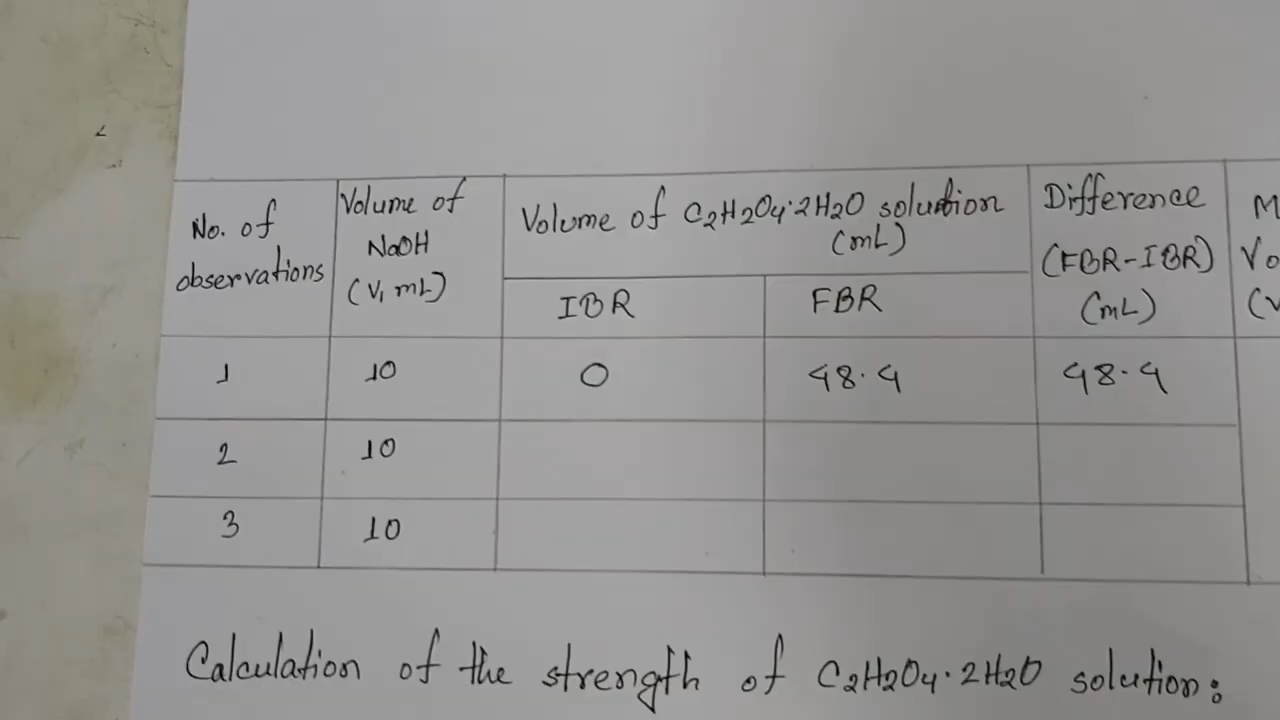 No. of observations
Volume of NaOH (V₁ mL)
Volume of C₂H₂O₄·2H₂O solution (mL)
Difference (FBR-IBR) (mL)
IBR
FBR
1 10 0 48.4 48.4
2 10
3 10
Calculation of the strength of C₂H₂O₄·2H₂O solution: